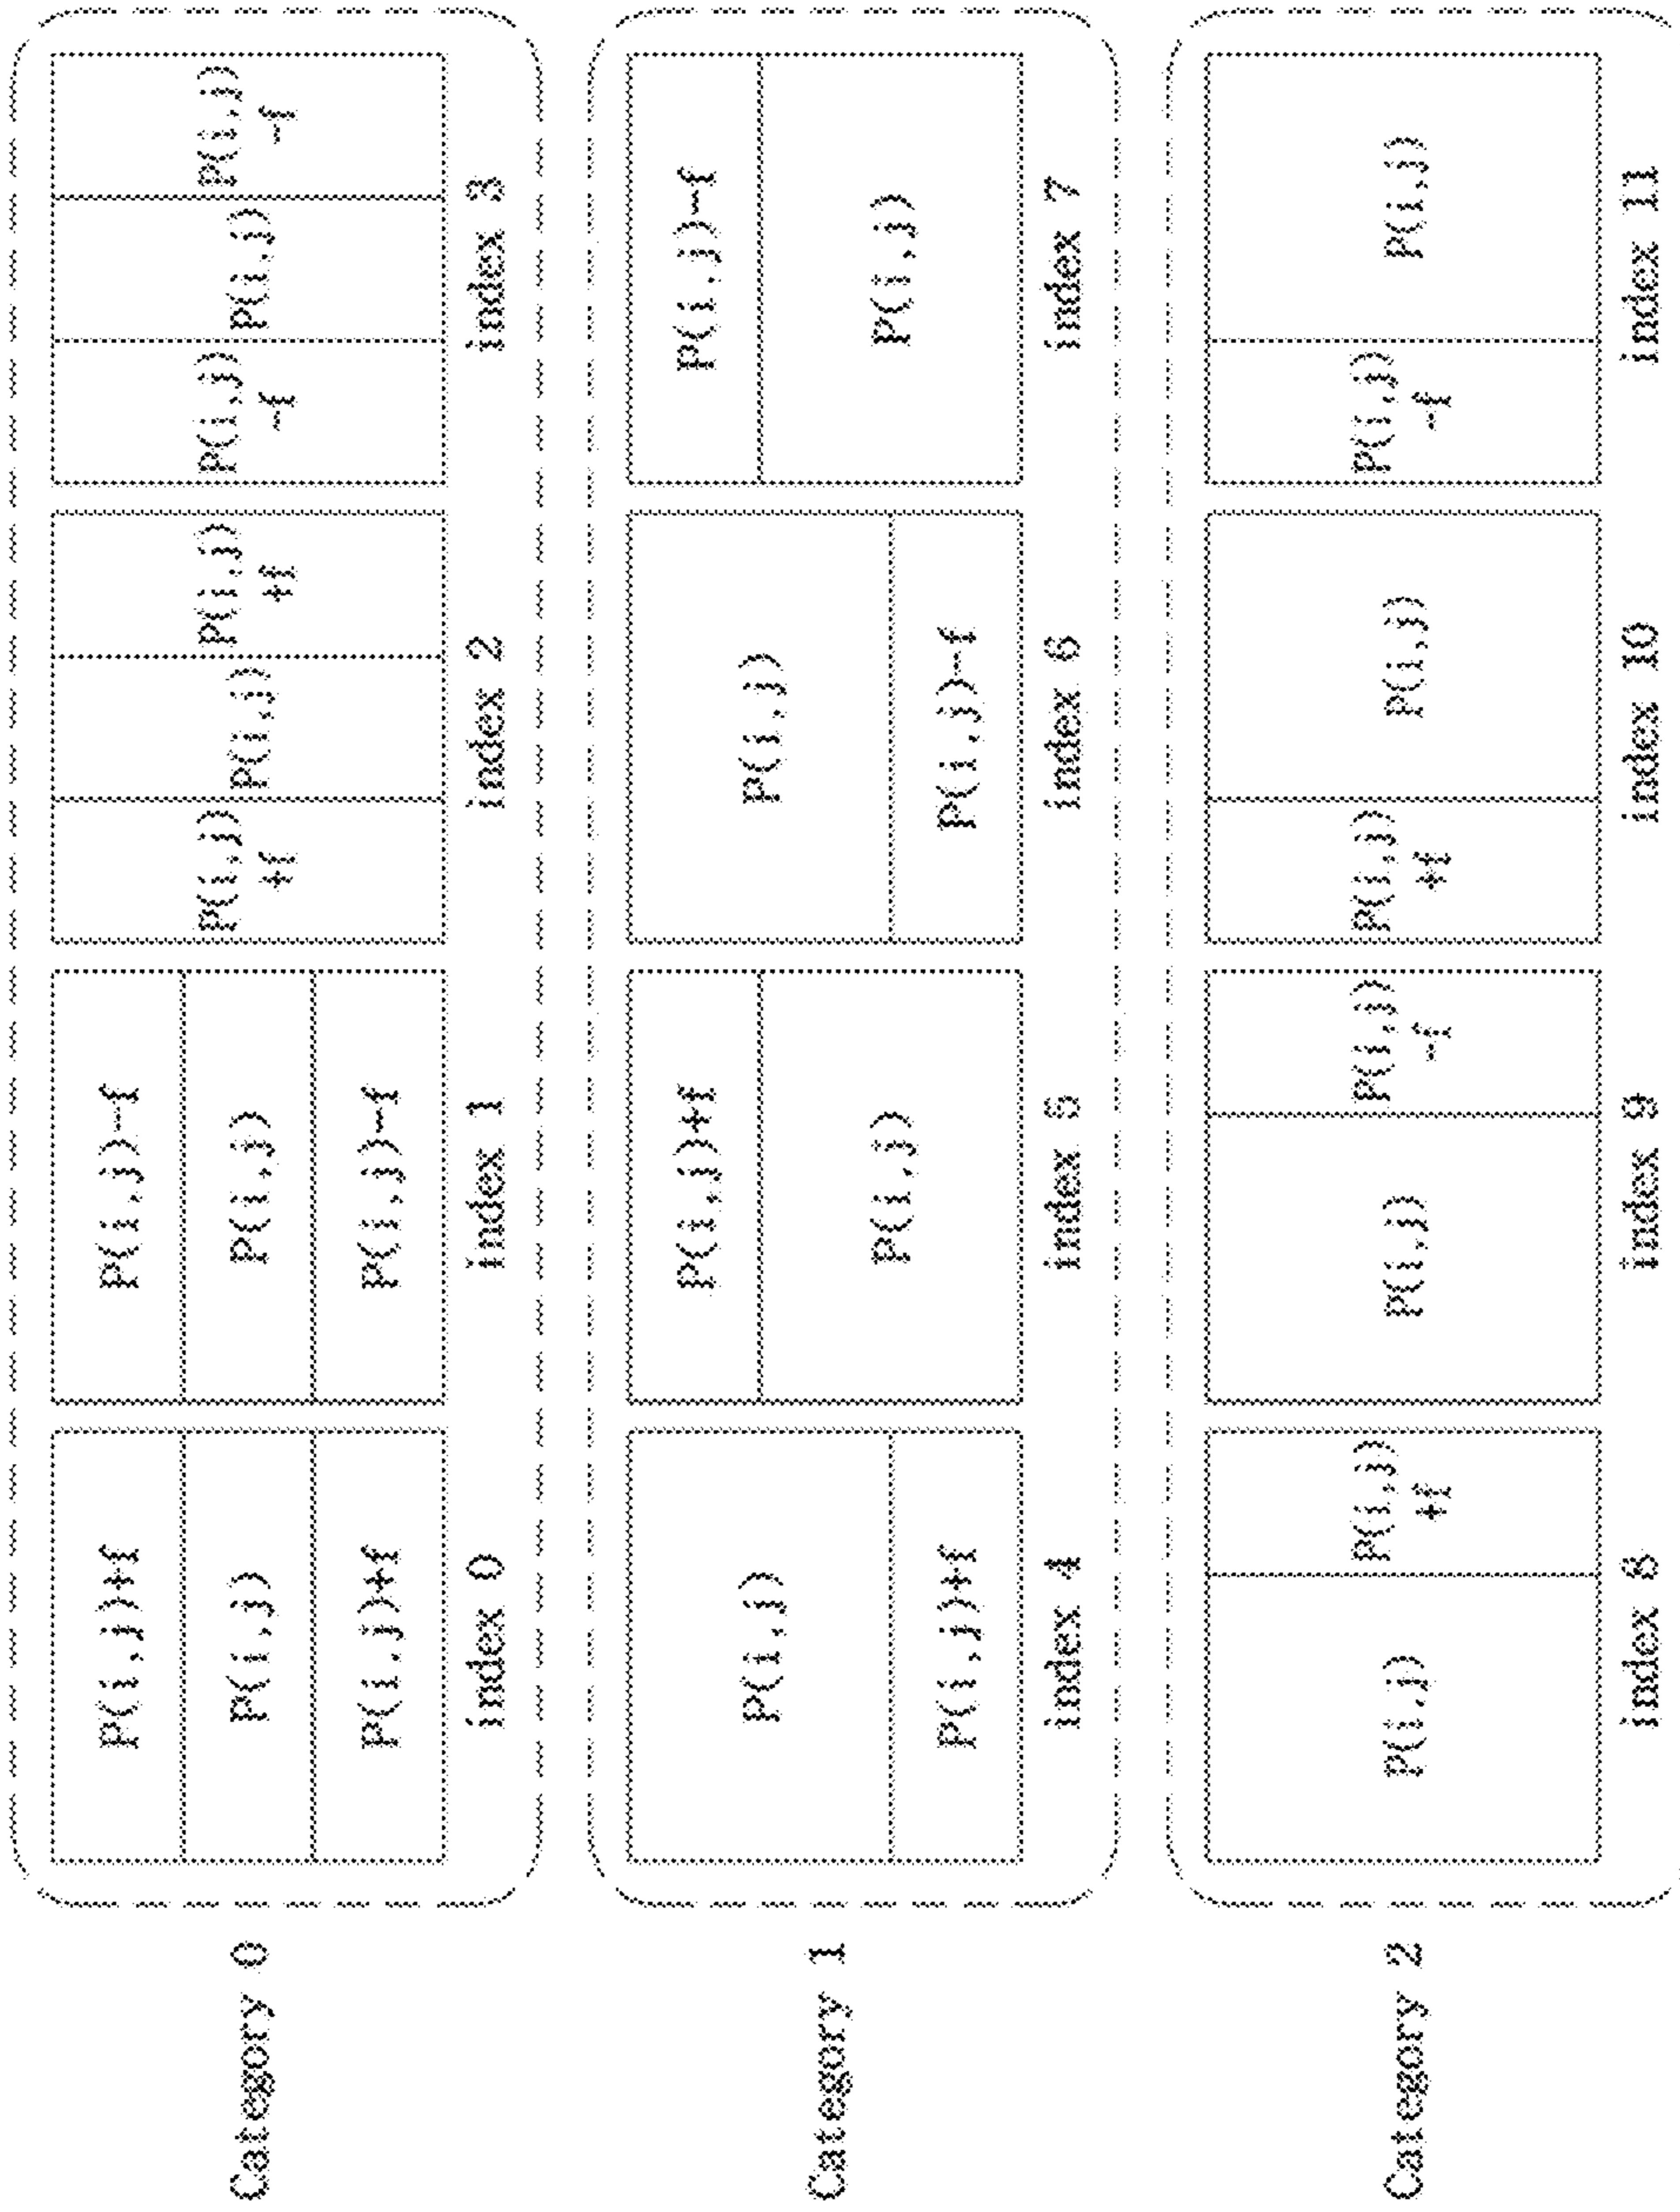 Category 0
P(i,j)+f
P(i,j)
P(i,j)+f
index 0
P(i,j)-f
P(i,j)
P(i,j)-f
index 1
P(i,j)
+f
P(i,j)
P(i,j)
+f
index 2
P(i,j)
-f
P(i,j)
P(i,j)
-f
index 3
Category 1
P(i,j)
P(i,j)+f
index 4
P(i,j)+f
P(i,j)
index 5
P(i,j)
P(i,j)-f
index 6
P(i,j)-f
P(i,j)
index 7
Category 2
P(i,j)
P(i,j)
+f
index 8
P(i,j)
P(i,j)
-f
index 9
P(i,j)
+f
P(i,j)
index 10
P(i,j)
-f
P(i,j)
index 11